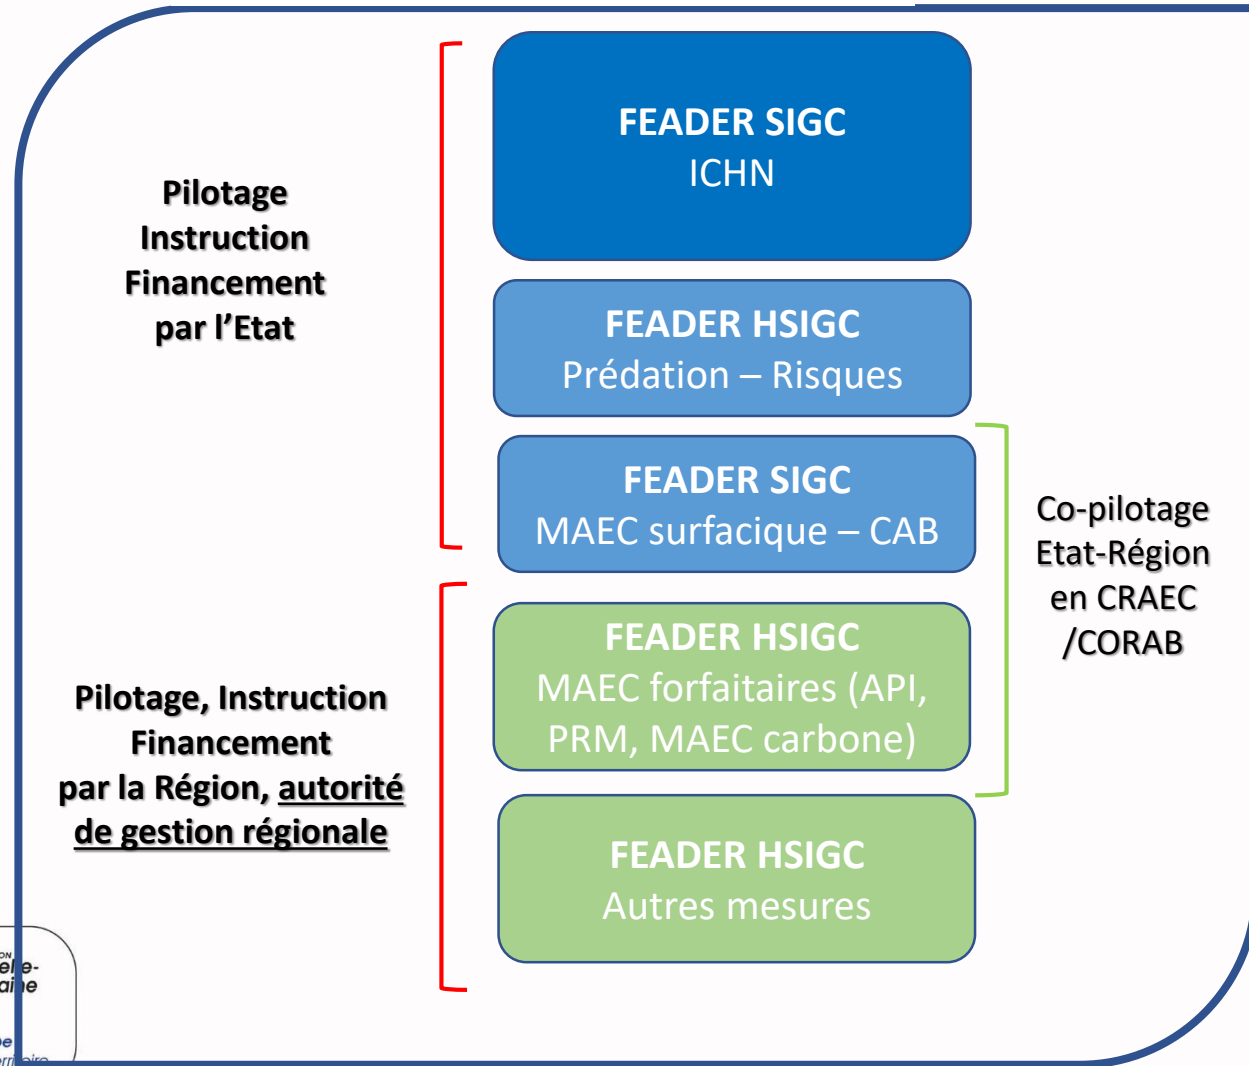 Pilotage
Instruction
Financement
par l’Etat
FEADER SIGC
ICHN
FEADER HSIGC
Prédation – Risques
FEADER SIGC
MAEC surfacique – CAB
Co-pilotage
Etat-Région
en CRAEC
/CORAB
Pilotage, Instruction
Financement
par la Région, autorité
de gestion régionale
FEADER HSIGC
MAEC forfaitaires (API,
PRM, MAEC carbone)
FEADER HSIGC
Autres mesures